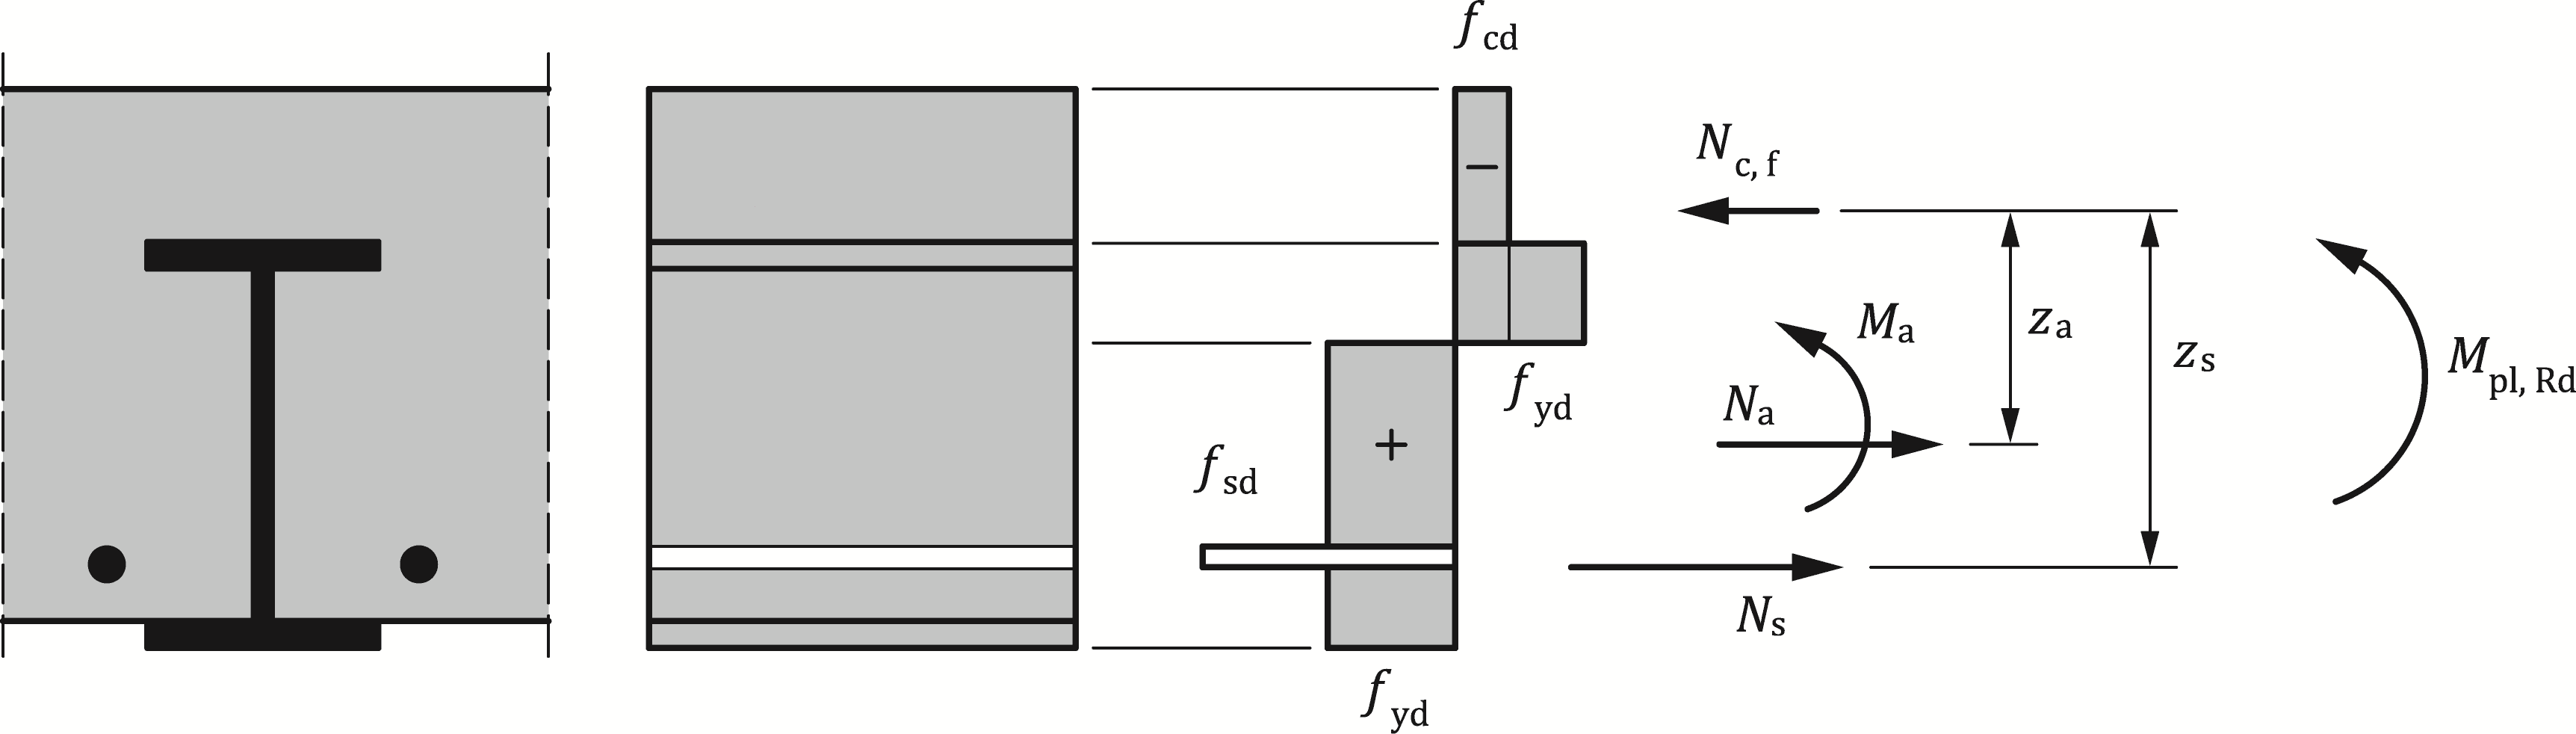 f cd
−
N c, f
M a
z a
z s
M pl, Rd
f yd
N a
+
f sd
N s
f yd